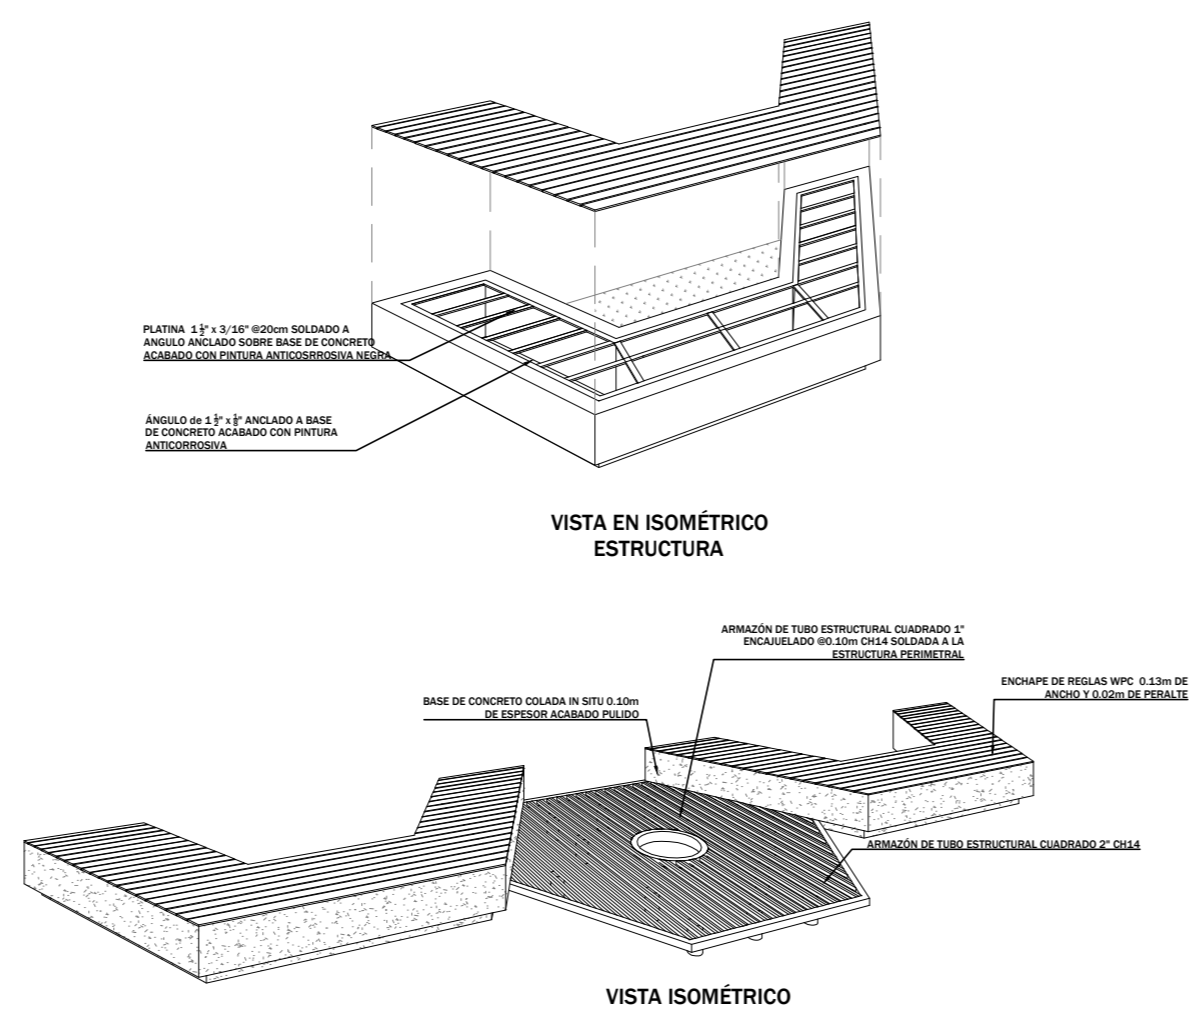 PLATINA 1 ½" x 3/16" @20cm SOLDADO A
ANGULO ANCLADO SOBRE BASE DE CONCRETO
ACABADO CON PINTURA ANTICOSRROSIVA NEGRA
ÁNGULO de 1 ½" x ⅛" ANCLADO A BASE
DE CONCRETO ACABADO CON PINTURA
ANTICORROSIVA
VISTA EN ISOMÉTRICO
ESTRUCTURA
ARMAZÓN DE TUBO ESTRUCTURAL CUADRADO 1"
ENCAJUELADO @0.10m CH14 SOLDADA A LA
ESTRUCTURA PERIMETRAL
ENCHAPE DE REGLAS WPC 0.13m DE
ANCHO Y 0.02m DE PERALTE
BASE DE CONCRETO COLADA IN SITU 0.10m
DE ESPESOR ACABADO PULIDO
ARMAZÓN DE TUBO ESTRUCTURAL CUADRADO 2" CH14
VISTA ISOMÉTRICO